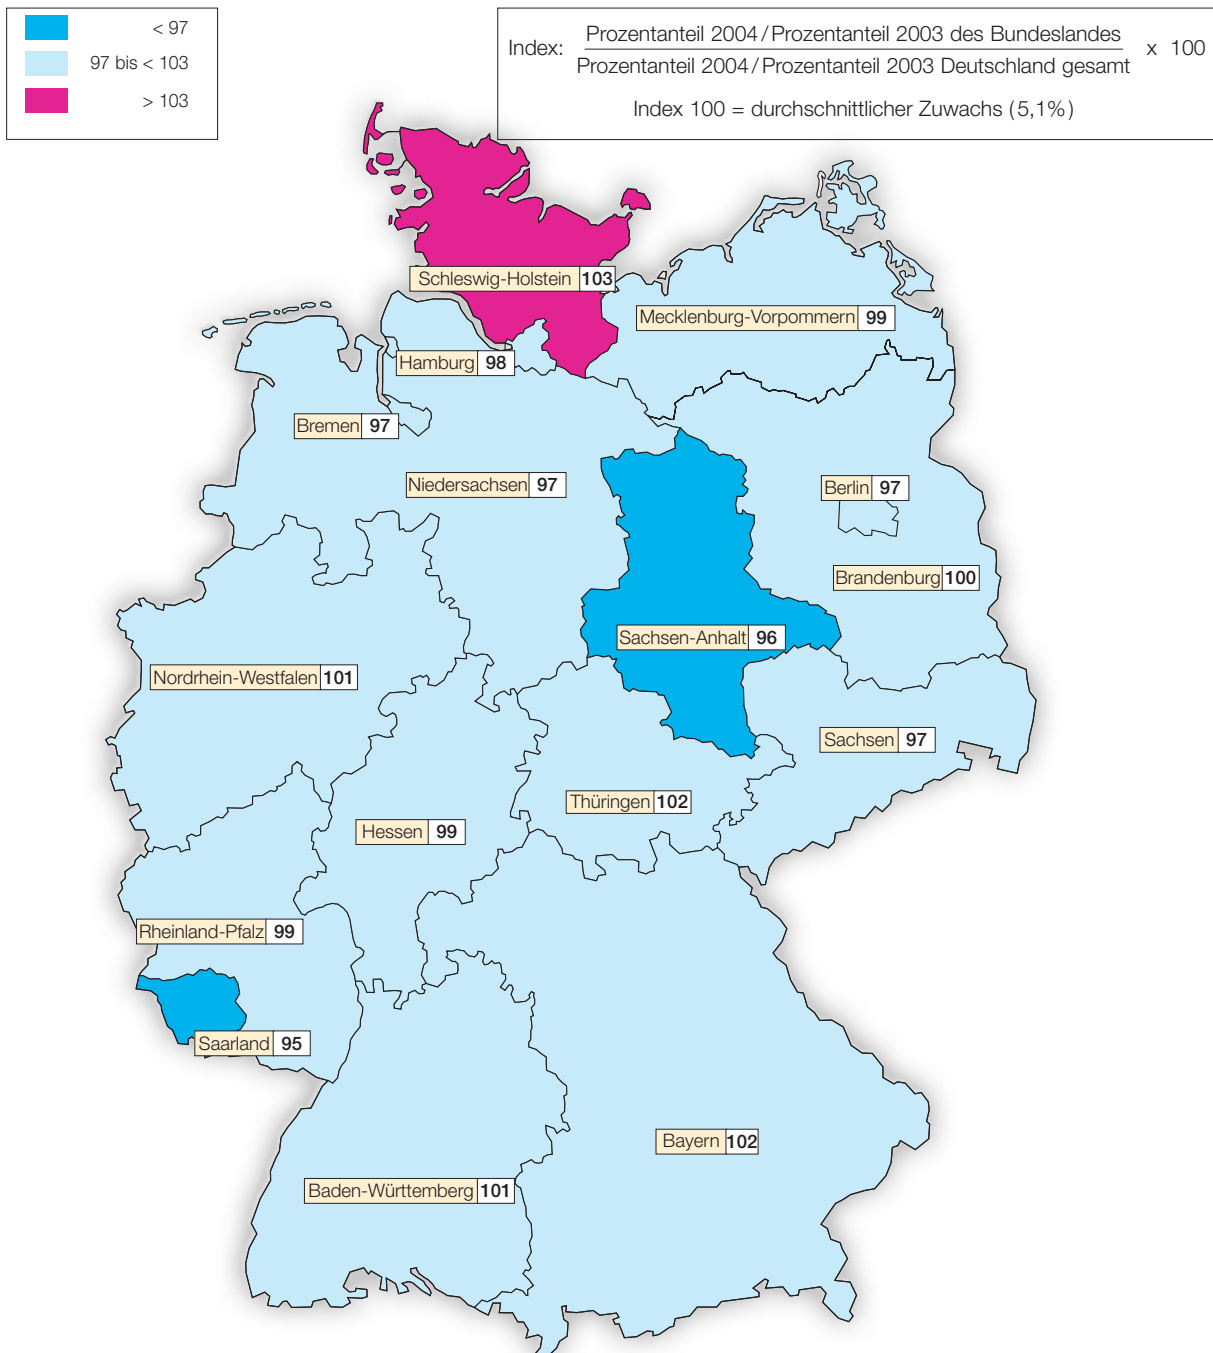 < 97
97 bis < 103
> 103
Index: Prozentanteil 2004/Prozentanteil 2003 des Bundeslandes x 100
Prozentanteil 2004/Prozentanteil 2003 Deutschland gesamt
Index 100 = durchschnittlicher Zuwachs (5,1%)
Schleswig-Holstein 103
Mecklenburg-Vorpommern 99
Hamburg 98
Bremen 97
Niedersachsen 97
Berlin 97
Brandenburg 100
Sachsen-Anhalt 96
Nordrhein-Westfalen 101
Sachsen 97
Thüringen 102
Hessen 99
Rheinland-Pfalz 99
Saarland 95
Bayern 102
Baden-Württemberg 101